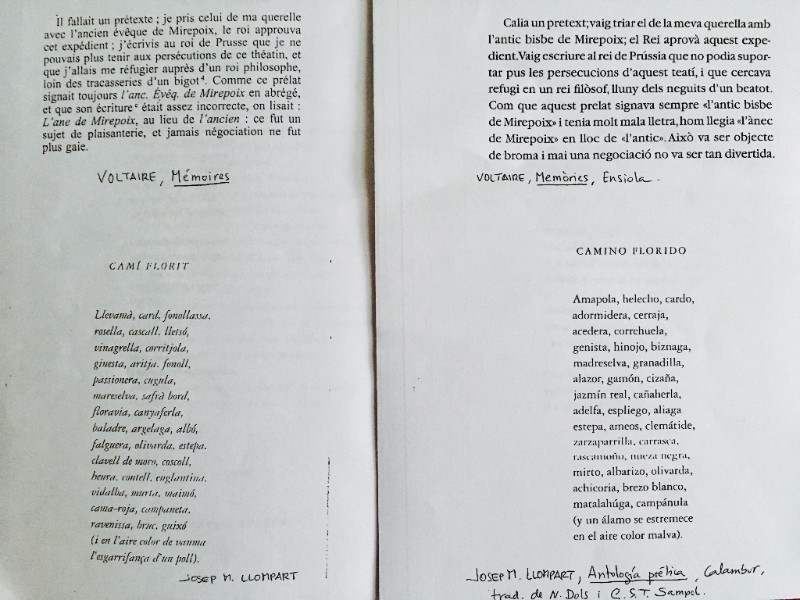 Il fallait un prétexte ; je pris celui de ma querelle
avec l'ancien évêque de Mirepoix, le roi approuva
cet expédient ; j'écrivis au roi de Prusse que je ne
pouvais plus tenir aux persécutions de ce théatin, et
que j'allais me réfugier auprès d'un roi philosophe,
loin des tracasseries d'un bigot⁴. Comme ce prélat
signait toujours l'anc. Évêq. de Mirepoix en abrégé,
et que son écriture ᶜ était assez incorrecte, on lisait :
L'ane de Mirepoix, au lieu de l'ancien : ce fut un
sujet de plaisanterie, et jamais négociation ne fut
plus gaie.
VOLTAIRE, Mémoires
CAMÍ FLORIT
Llevamà, card, fonollassa,
rosella, cascall, lletsó,
vinagrella, corritjola,
ginesta, aritja, fonoll,
passionera, cugula,
mareselva, safrà bord,
floravia, canyaferla,
baladre, argelaga, albó,
falguera, olivarda, estepa,
clavell de moro, coscoll,
heura, contell, englantina,
vidalba, murta, maimó,
cama-roja, campaneta,
ravenissa, bruc, guixó
(i en l'aire color de vauma
l'esgarrifança d'un poll).
JOSEP M. LLOMPART
Calia un pretext; vaig triar el de la meva querella amb
l'antic bisbe de Mirepoix; el Rei aprovà aquest expe-
dient. Vaig escriure al rei de Prússia que no podia supor-
tar pus les persecucions d'aquest teatí, i que cercava
refugi en un rei filòsof, lluny dels neguits d'un beatot.
Com que aquest prelat signava sempre «l'antic bisbe
de Mirepoix» i tenia molt mala lletra, hom llegia «l'ànec
de Mirepoix» en lloc de «l'antic». Això va ser objecte
de broma i mai una negociació no va ser tan divertida.
VOLTAIRE, Memòries, Ensiola.
CAMINO FLORIDO
Amapola, helecho, cardo,
adormidera, cerraja,
acedera, correhuela,
genista, hinojo, biznaga,
madreselva, granadilla,
alazor, gamón, cizaña,
jazmín real, cañaherla,
adelfa, espliego, aliaga
estepa, ameos, clemátide,
zarzaparrilla, carrasca,
rascamoño, nueza negra,
mirto, albarizo, olivarda,
achicoria, brezo blanco,
matalahúga, campánula
(y un álamo se estremece
en el aire color malva).
JOSEP M. LLOMPART, Antología poética, Calambur,
trad. de N. Dols i C.S.T. Sampol.